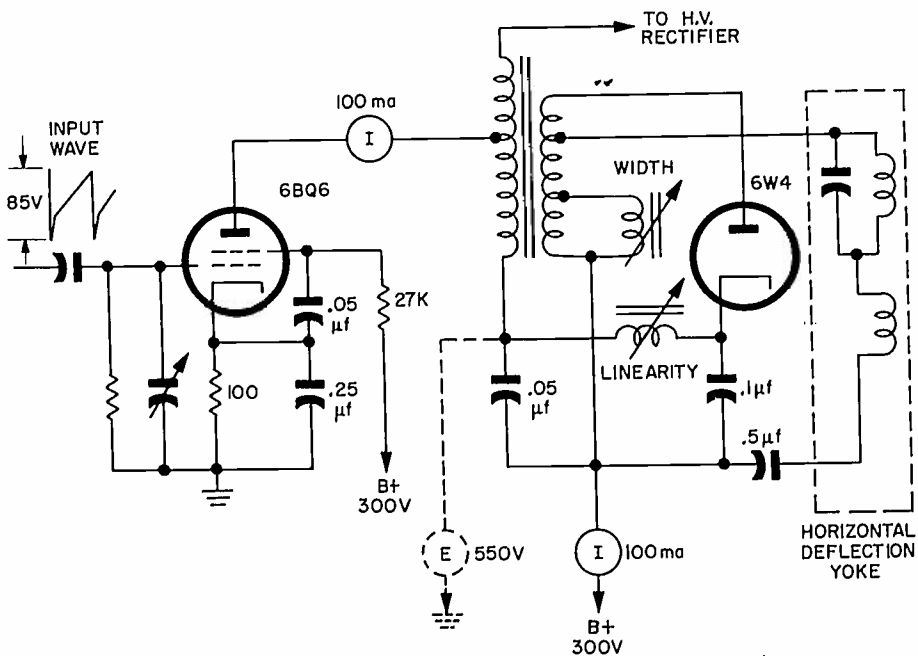 TO H.V.
RECTIFIER
100 ma
I
INPUT
WAVE
85V
6BQ6
WIDTH
6W4
27K
.05
µf
100
.25
µf
LINEARITY
.05
µf
.1µf
.5µf
B+
300V
E 550V
I 100 ma
HORIZONTAL
DEFLECTION
YOKE
B+
300V